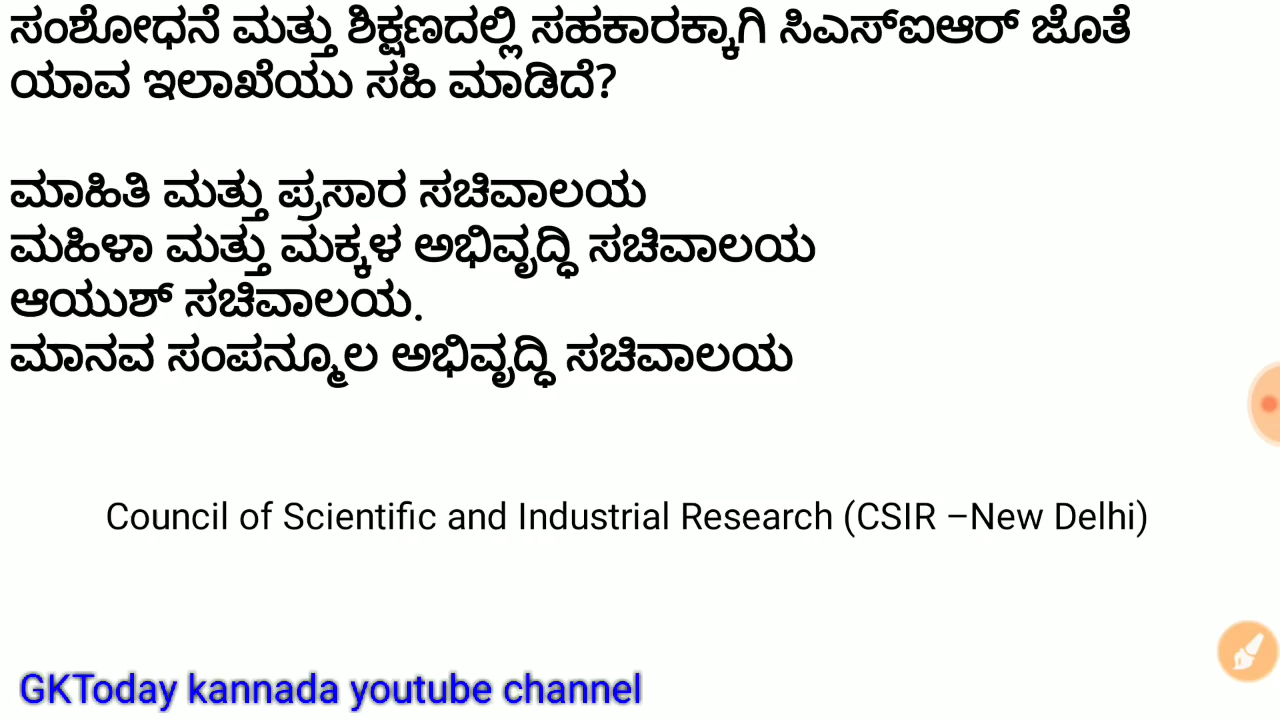 ಸಂಶೋಧನೆ ಮತ್ತು ಶಿಕ್ಷಣದಲ್ಲಿ ಸಹಕಾರಕ್ಕಾಗಿ ಸಿಎಸ್ಐಆರ್ ಜೊತೆ
ಯಾವ ಇಲಾಖೆಯು ಸಹಿ ಮಾಡಿದೆ?
ಮಾಹಿತಿ ಮತ್ತು ಪ್ರಸಾರ ಸಚಿವಾಲಯ
ಮಹಿಳಾ ಮತ್ತು ಮಕ್ಕಳ ಅಭಿವೃದ್ಧಿ ಸಚಿವಾಲಯ
ಆಯುಶ್ ಸಚಿವಾಲಯ.
ಮಾನವ ಸಂಪನ್ಮೂಲ ಅಭಿವೃದ್ಧಿ ಸಚಿವಾಲಯ
Council of Scientific and Industrial Research (CSIR –New Delhi)
GKToday kannada youtube channel